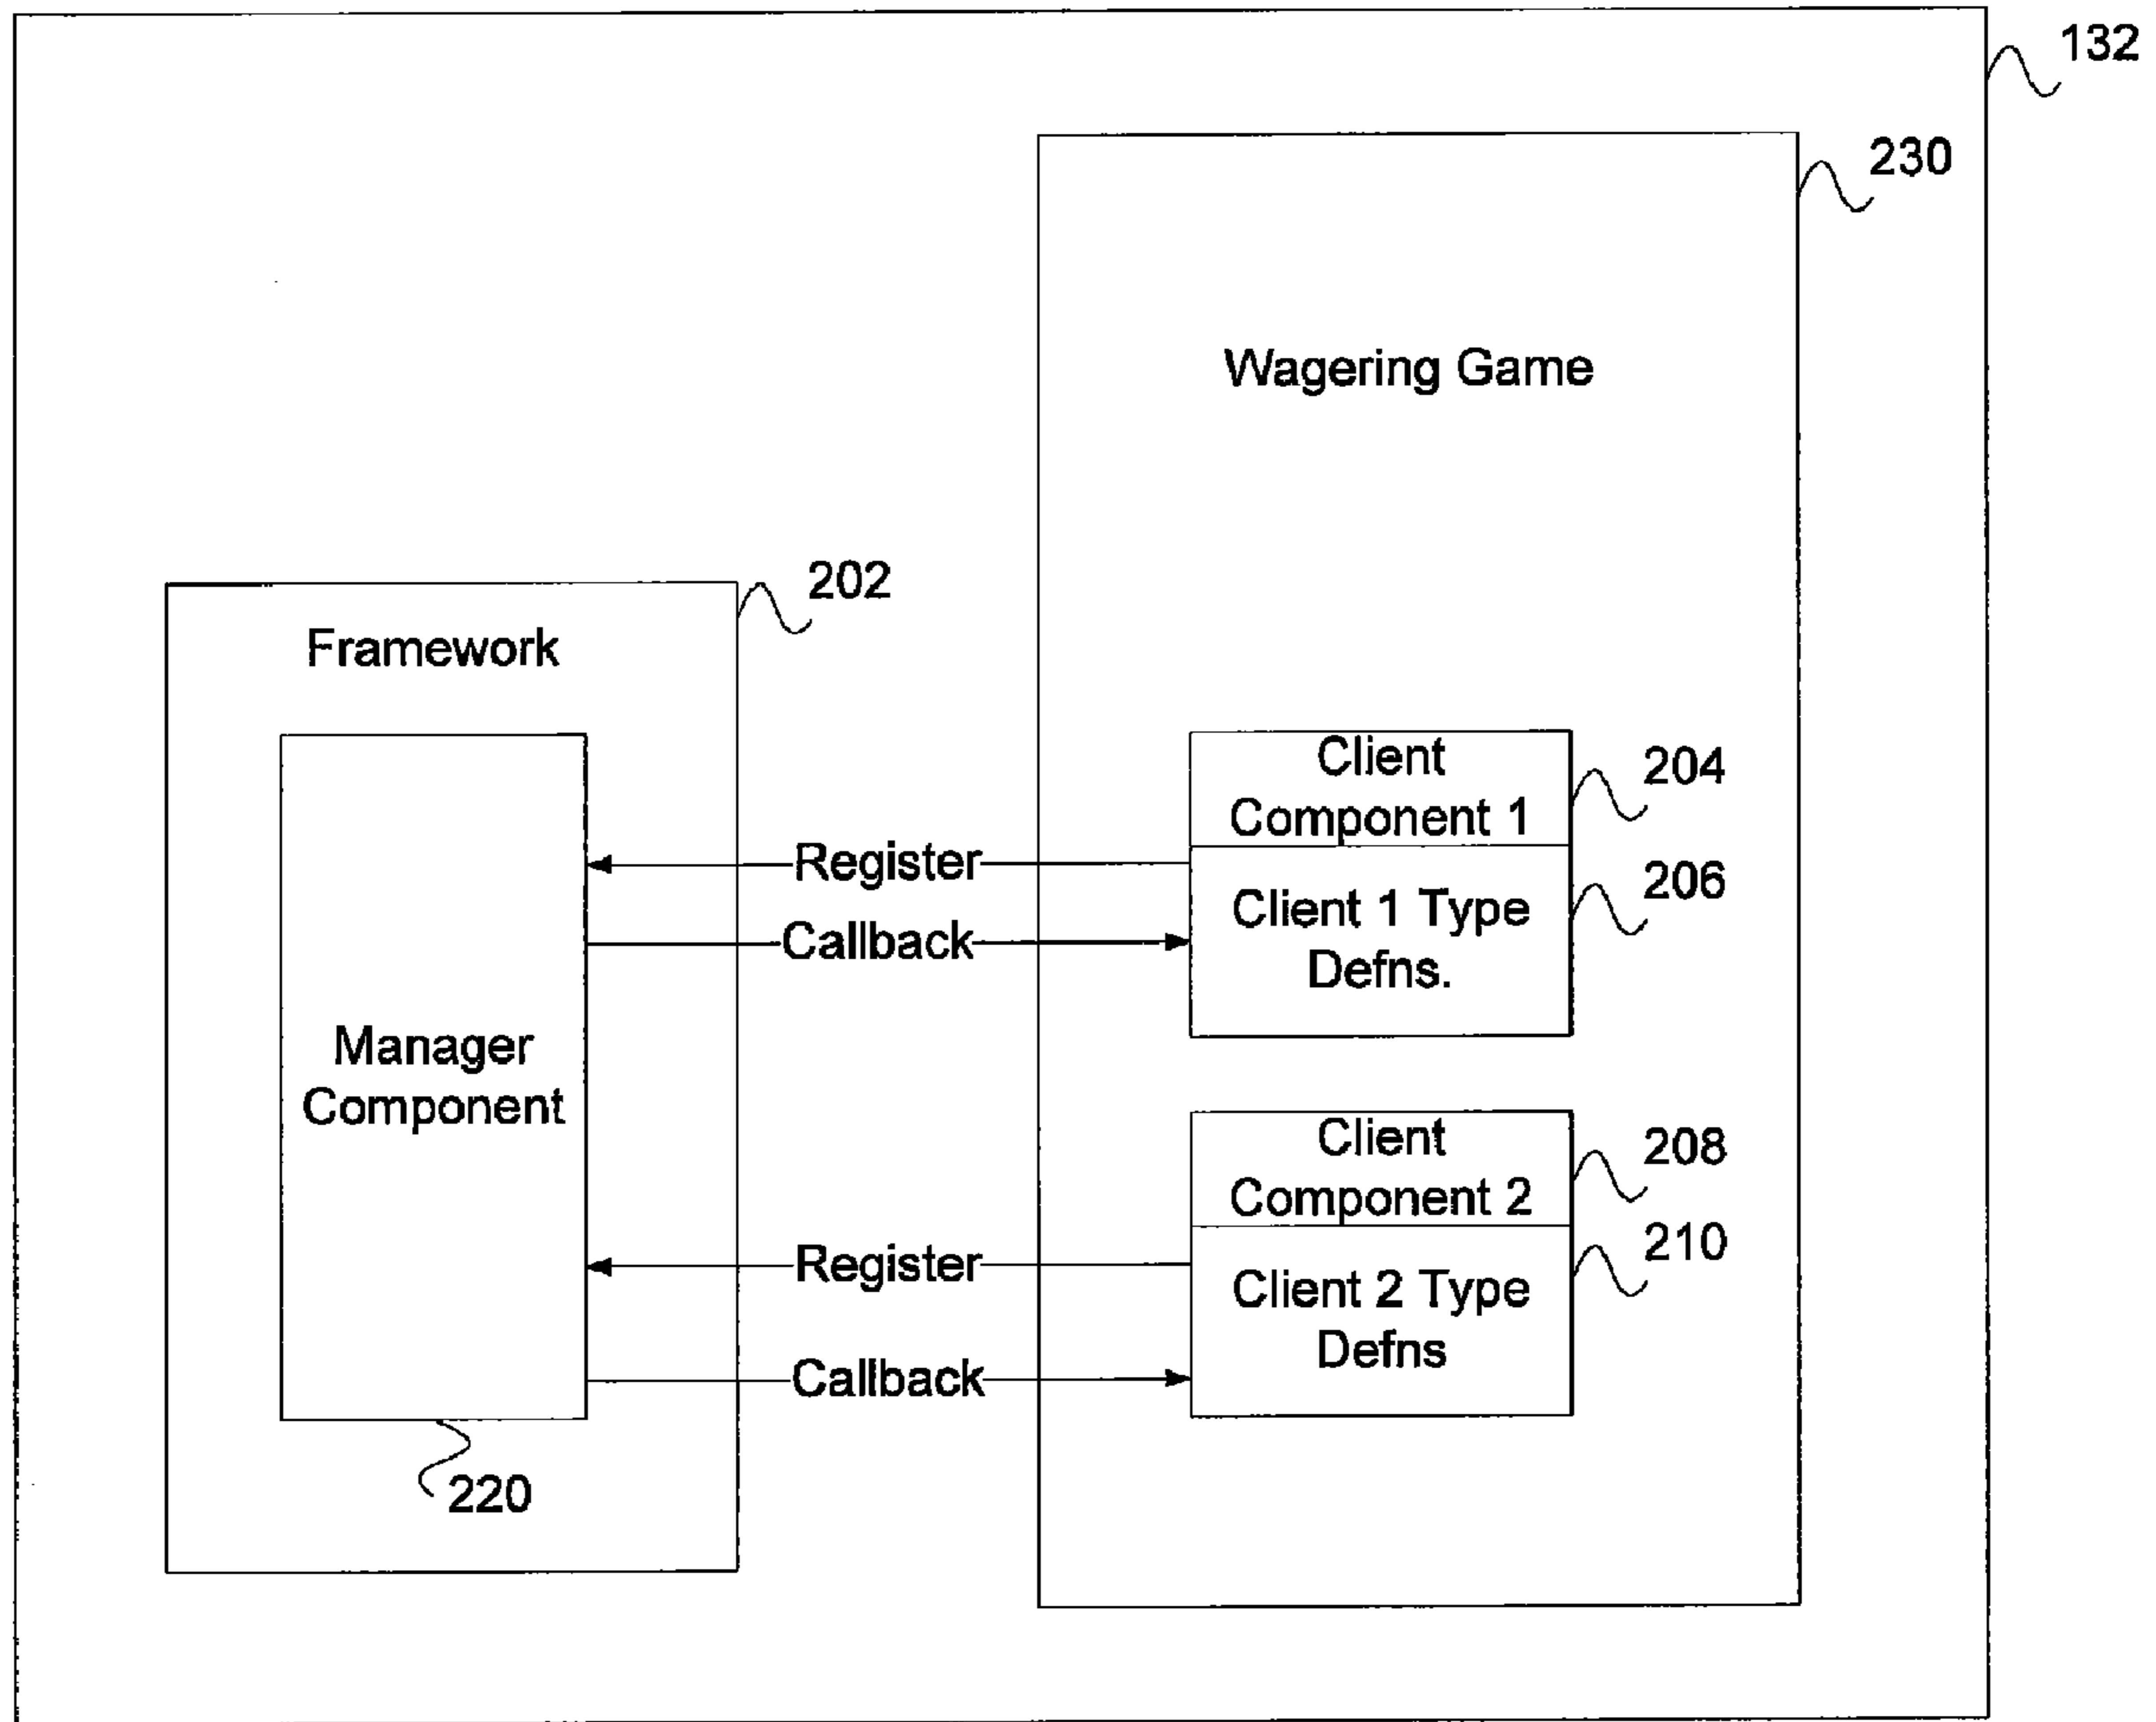 132
230
Wagering Game
202
Framework
Client
Component 1
204
Register
Client 1 Type
Defns.
206
Callback
Manager
Component
Client
Component 2
208
Register
Client 2 Type
Defns
210
Callback
220